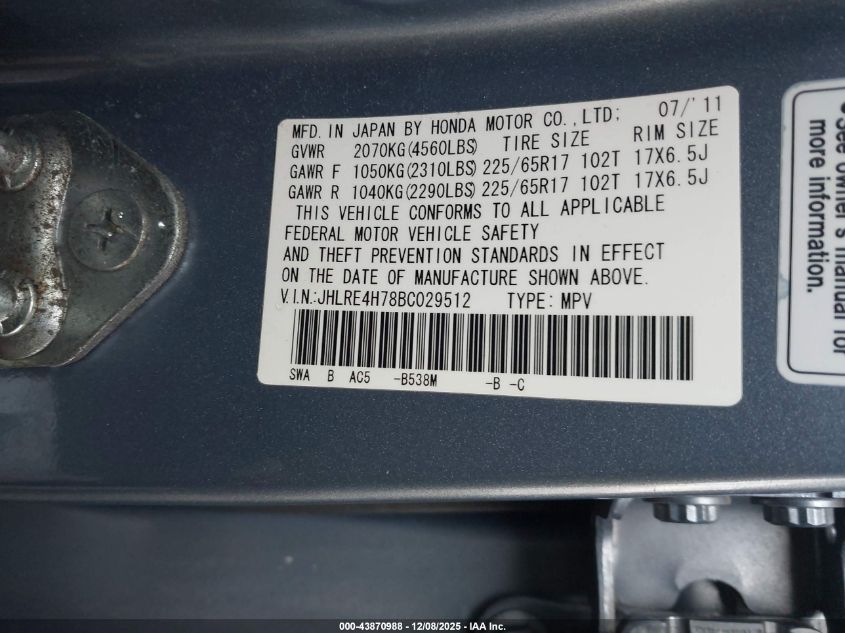 MFD. IN JAPAN BY HONDA MOTOR CO.,LTD; 07/'11
GVWR 2070KG(4560LBS) TIRE SIZE RIM SIZE
GAWR F 1050KG(2310LBS) 225/65R17 102T 17X6.5J
GAWR R 1040KG(2290LBS) 225/65R17 102T 17X6.5J
THIS VEHICLE CONFORMS TO ALL APPLICABLE
FEDERAL MOTOR VEHICLE SAFETY
AND THEFT PREVENTION STANDARDS IN EFFECT
ON THE DATE OF MANUFACTURE SHOWN ABOVE.
V.I.N.:JHLRE4H78BC029512 TYPE: MPV
SWA B AC5 -B538M -B -C
See owner's manual for
more information.
000-43870988 - 12/08/2025 - IAA Inc.